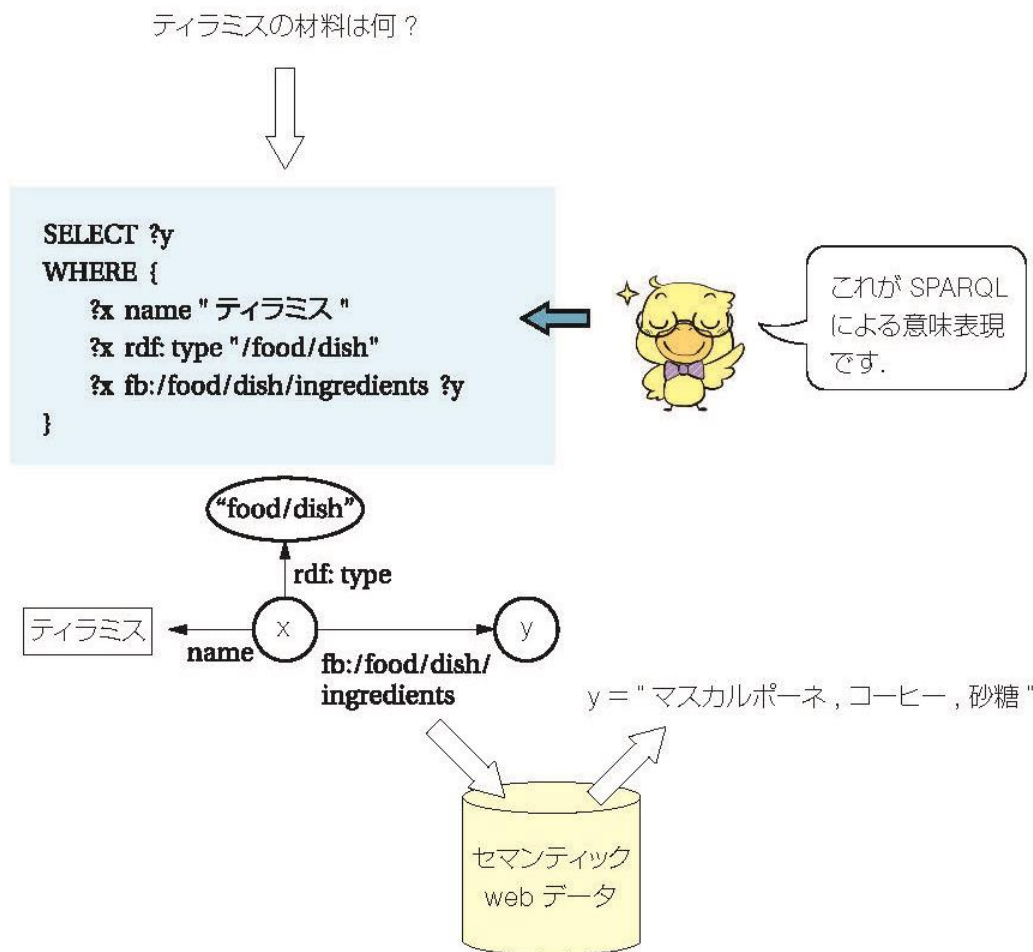 ティラミスの材料は何?
SELECT ?y
WHERE {
?x name " ティラミス "
?x rdf: type "/food/dish"
?x fb:/food/dish/ingredients ?y
}
これが SPARQL
による意味表現
です.
“food/dish”
rdf: type
ティラミス
name
x
y
fb:/food/dish/
ingredients
y = " マスカルポーネ , コーヒー , 砂糖 "
セマンティック
web データ